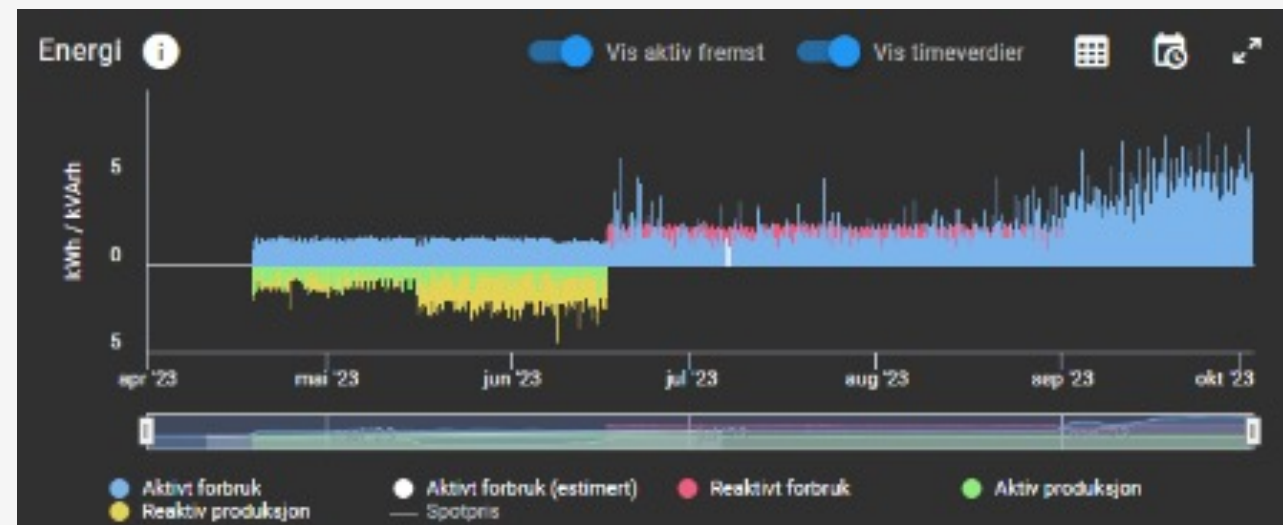 Energi i Vis aktiv fremst Vis timeverdier
kWh / kVArh
5
0
5
apr '23 mai '23 jun '23 jul '23 aug '23 sep '23 okt '23
Aktivt forbruk Aktivt forbruk (estimert) Reaktivt forbruk Aktiv produksjon
Reaktiv produksjon Spotpris